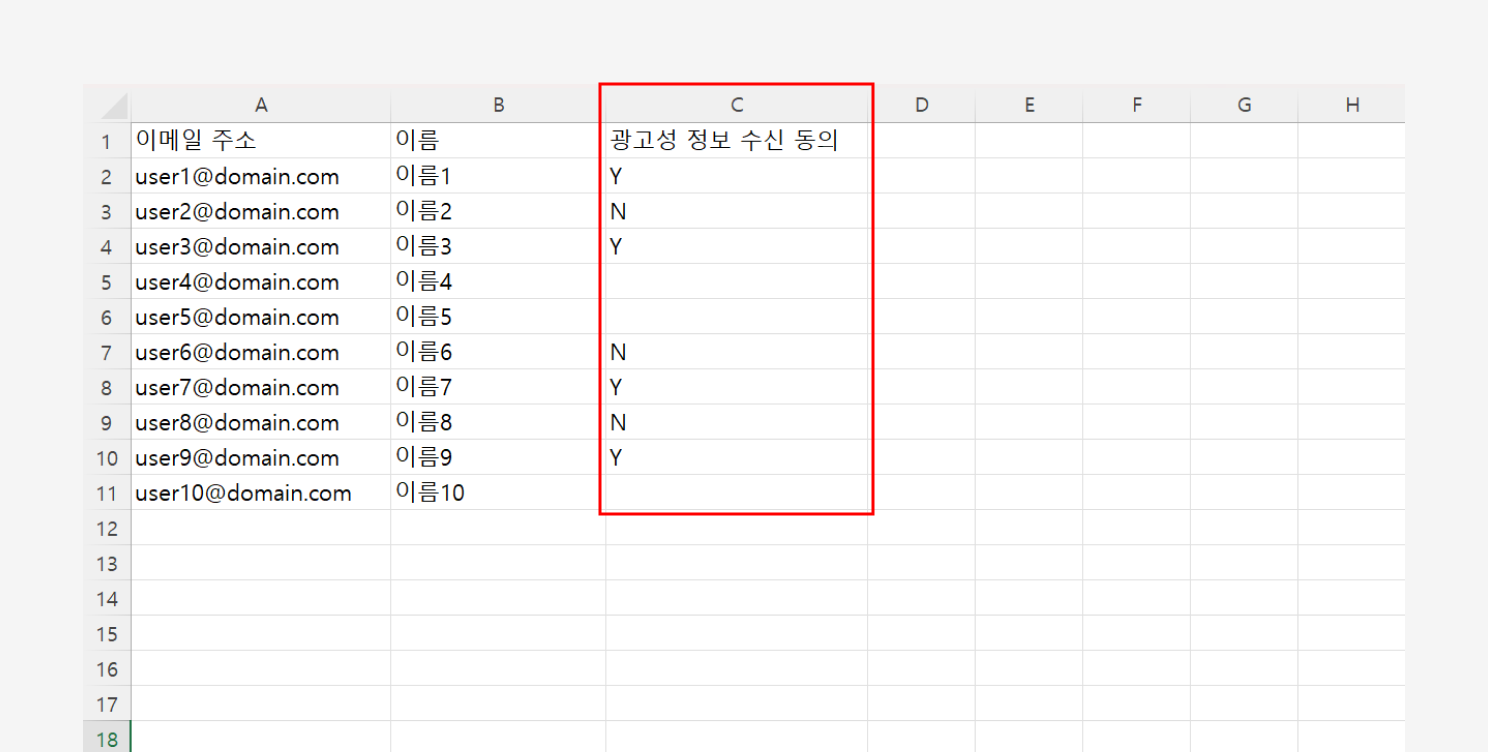 A B C D E F G H
1 이메일 주소 이름 광고성 정보 수신 동의
2 user1@domain.com 이름1 Y
3 user2@domain.com 이름2 N
4 user3@domain.com 이름3 Y
5 user4@domain.com 이름4
6 user5@domain.com 이름5
7 user6@domain.com 이름6 N
8 user7@domain.com 이름7 Y
9 user8@domain.com 이름8 N
10 user9@domain.com 이름9 Y
11 user10@domain.com 이름10
12
13
14
15
16
17
18